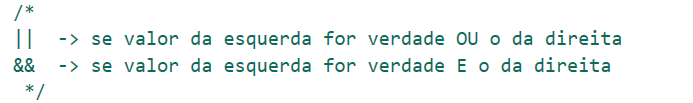 /*
||  -> se valor da esquerda for verdade OU o da direita
&&  -> se valor da esquerda for verdade E o da direita
 */